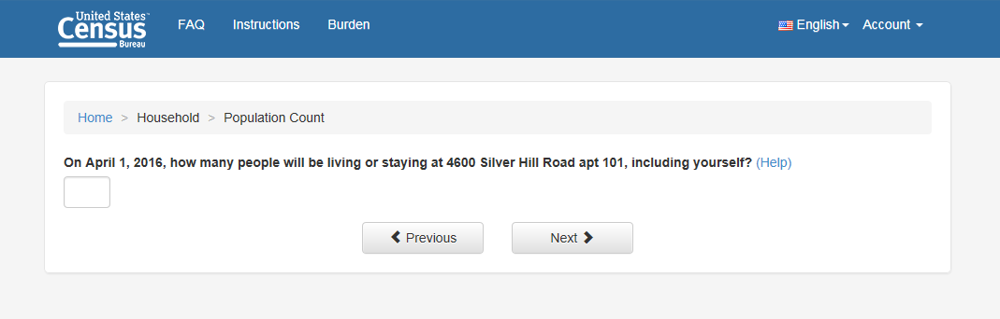 United States™
Census
Bureau
FAQ Instructions Burden English Account
Home > Household > Population Count
On April 1, 2016, how many people will be living or staying at 4600 Silver Hill Road apt 101, including yourself? (Help)
Previous Next